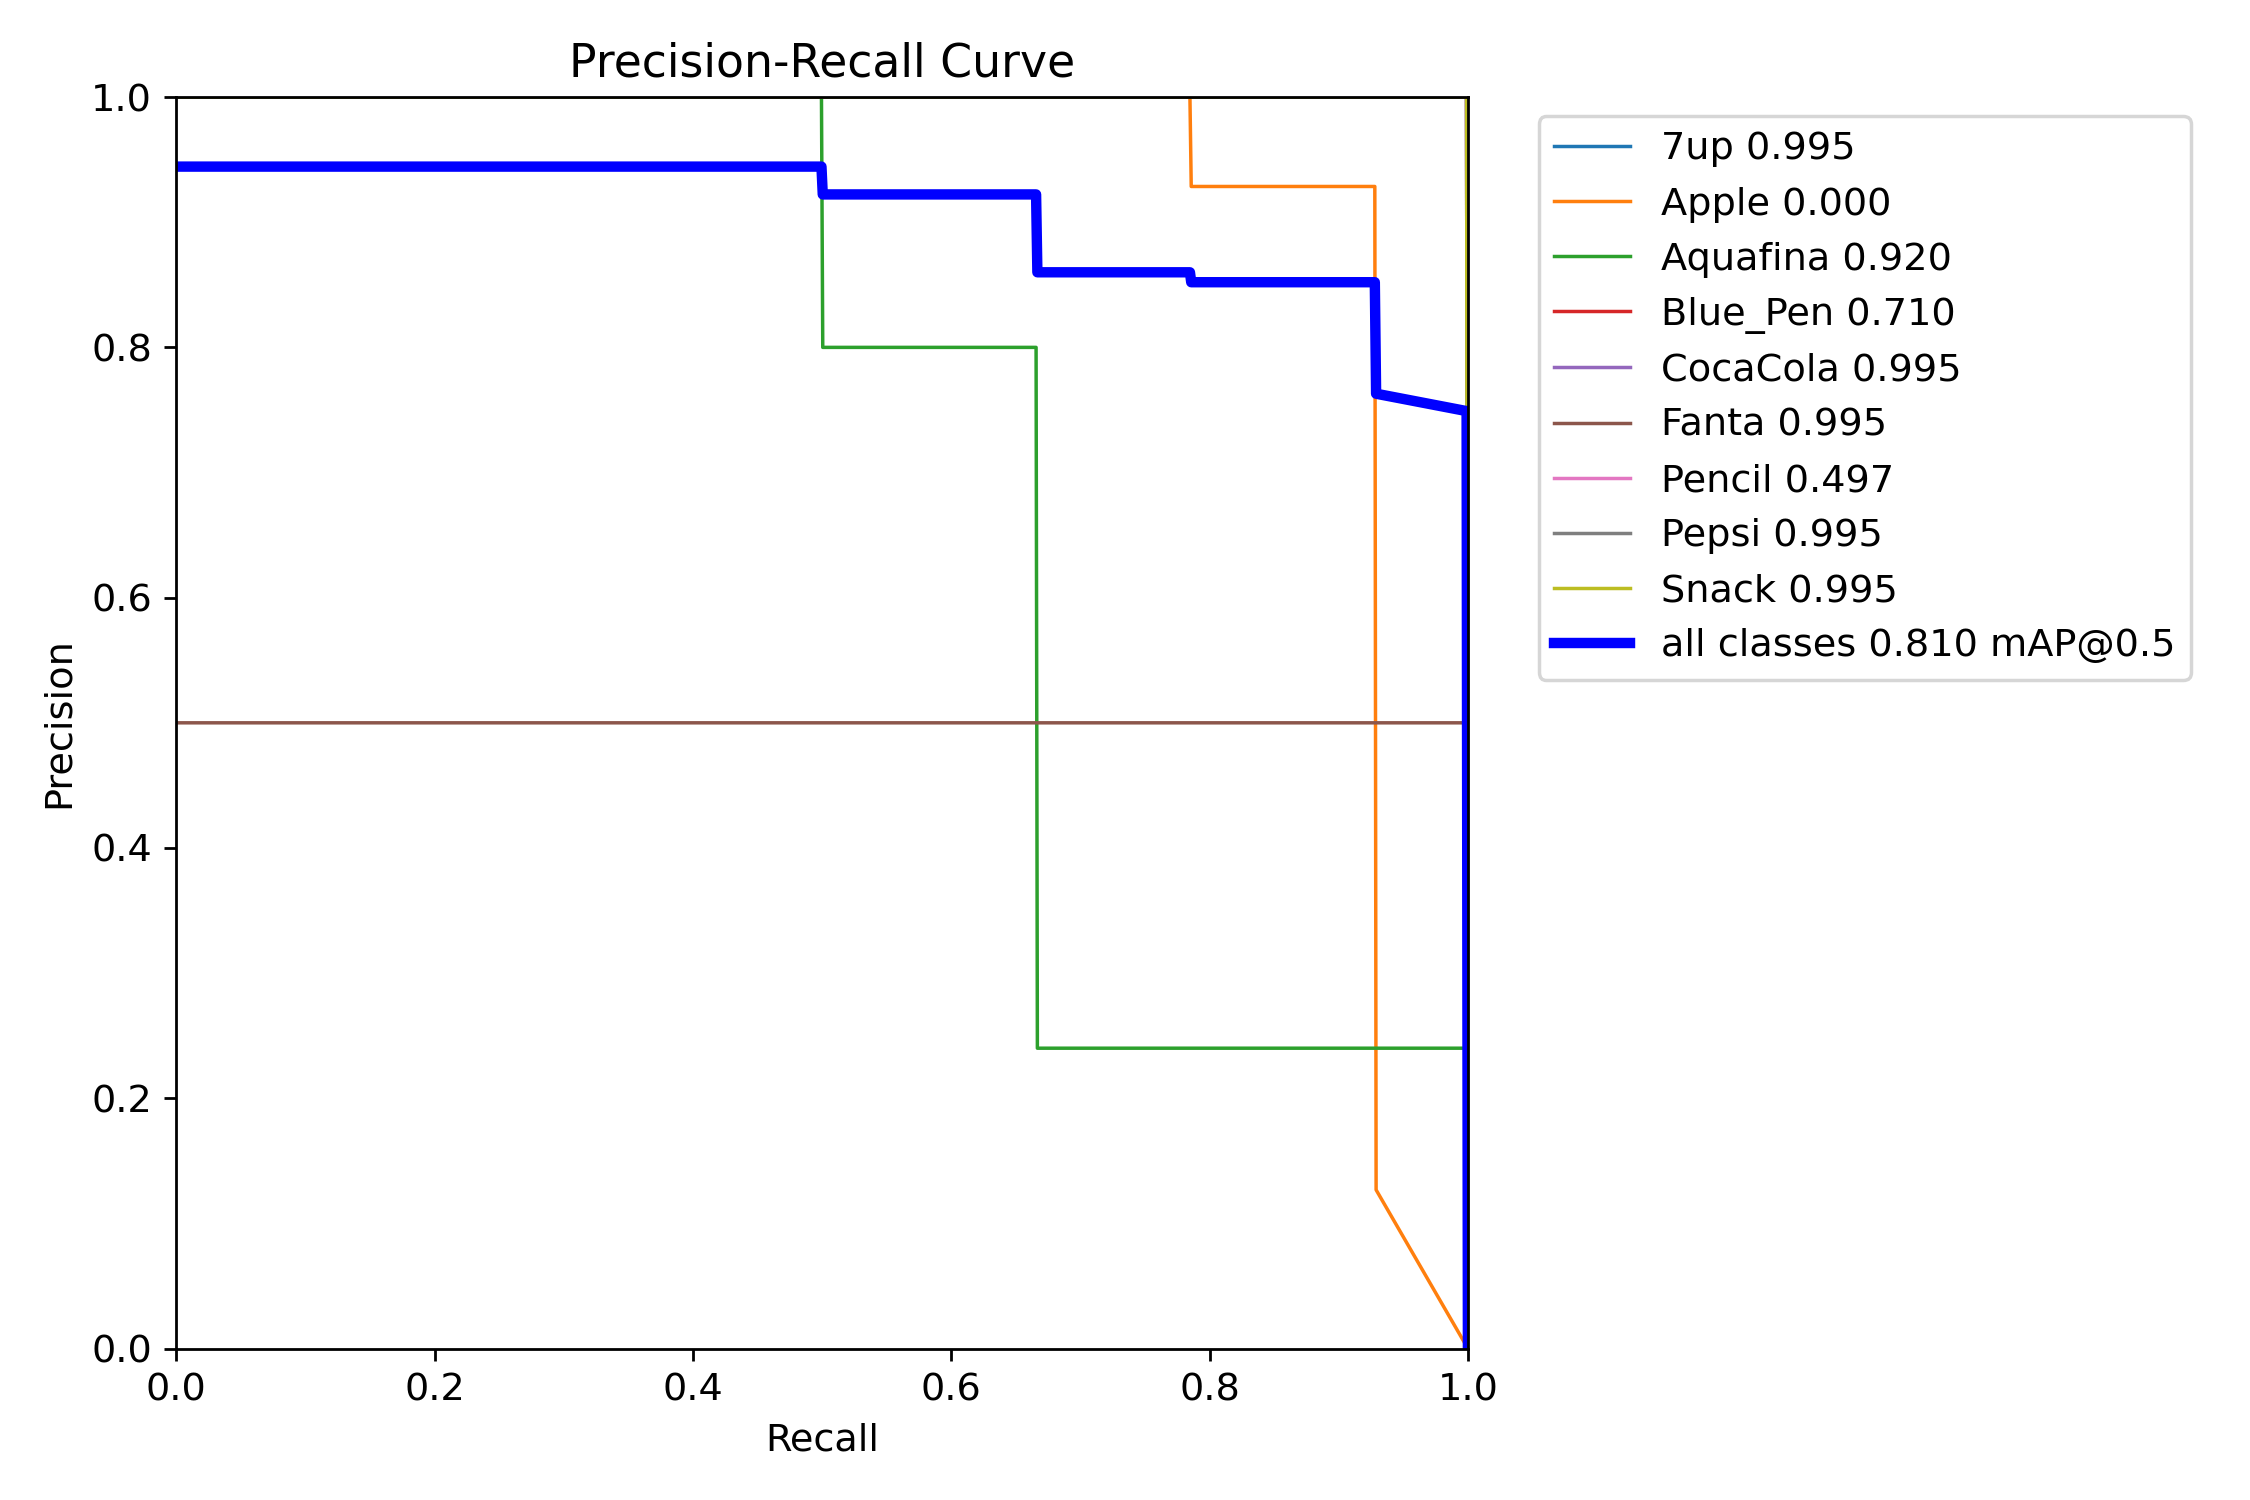 Precision-Recall Curve
1.0
0.8
0.6
0.4
0.2
0.0
Precision
0.0 0.2 0.4 0.6 0.8 1.0
Recall
7up 0.995
Apple 0.000
Aquafina 0.920
Blue_Pen 0.710
CocaCola 0.995
Fanta 0.995
Pencil 0.497
Pepsi 0.995
Snack 0.995
all classes 0.810 mAP@0.5